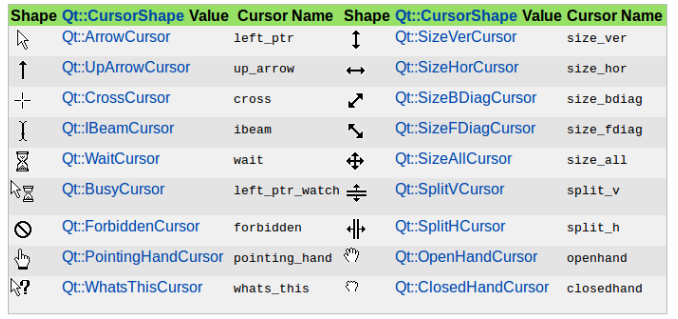 Shape Qt::CursorShape Value Cursor Name Shape Qt::CursorShape Value Cursor Name
Qt::ArrowCursor left_ptr Qt::SizeVerCursor size_ver
Qt::UpArrowCursor up_arrow Qt::SizeHorCursor size_hor
Qt::CrossCursor cross Qt::SizeBDiagCursor size_bdiag
Qt::IBeamCursor ibeam Qt::SizeFDiagCursor size_fdiag
Qt::WaitCursor wait Qt::SizeAllCursor size_all
Qt::BusyCursor left_ptr_watch Qt::SplitVCursor split_v
Qt::ForbiddenCursor forbidden Qt::SplitHCursor split_h
Qt::PointingHandCursor pointing_hand Qt::OpenHandCursor openhand
Qt::WhatsThisCursor whats_this Qt::ClosedHandCursor closedhand